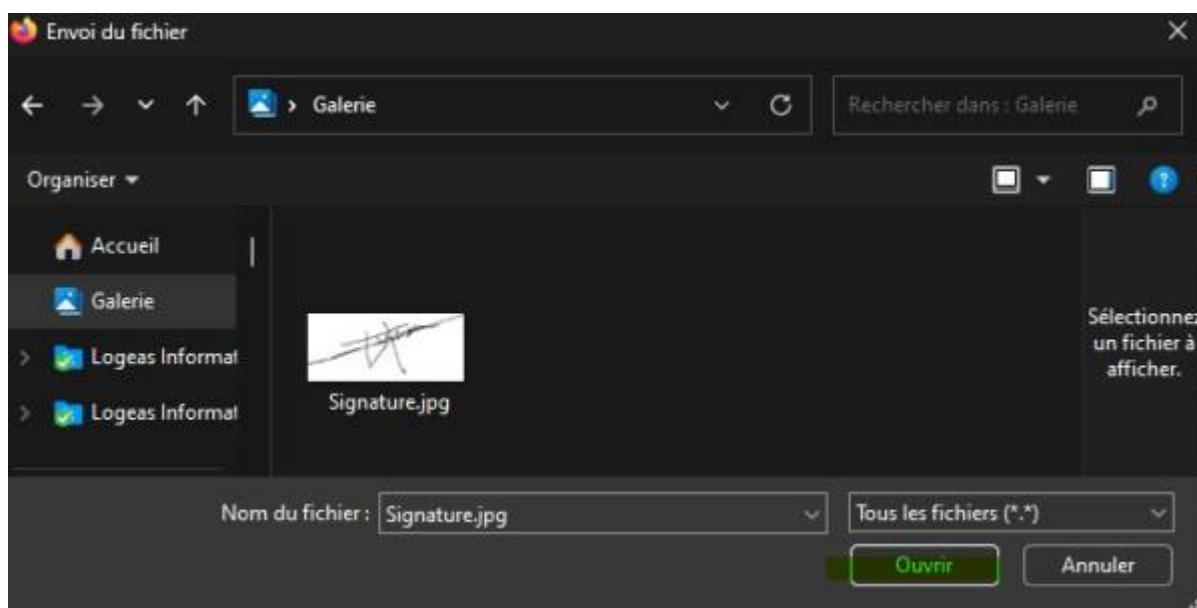 Envoi du fichier
Galerie
Rechercher dans : Galerie
Organiser
Accueil
Galerie
Logeas Informat
Logeas Informat
Signature.jpg
Sélectionnez
un fichier à
afficher.
Nom du fichier : Signature.jpg
Tous les fichiers (*.*)
Ouvrir
Annuler